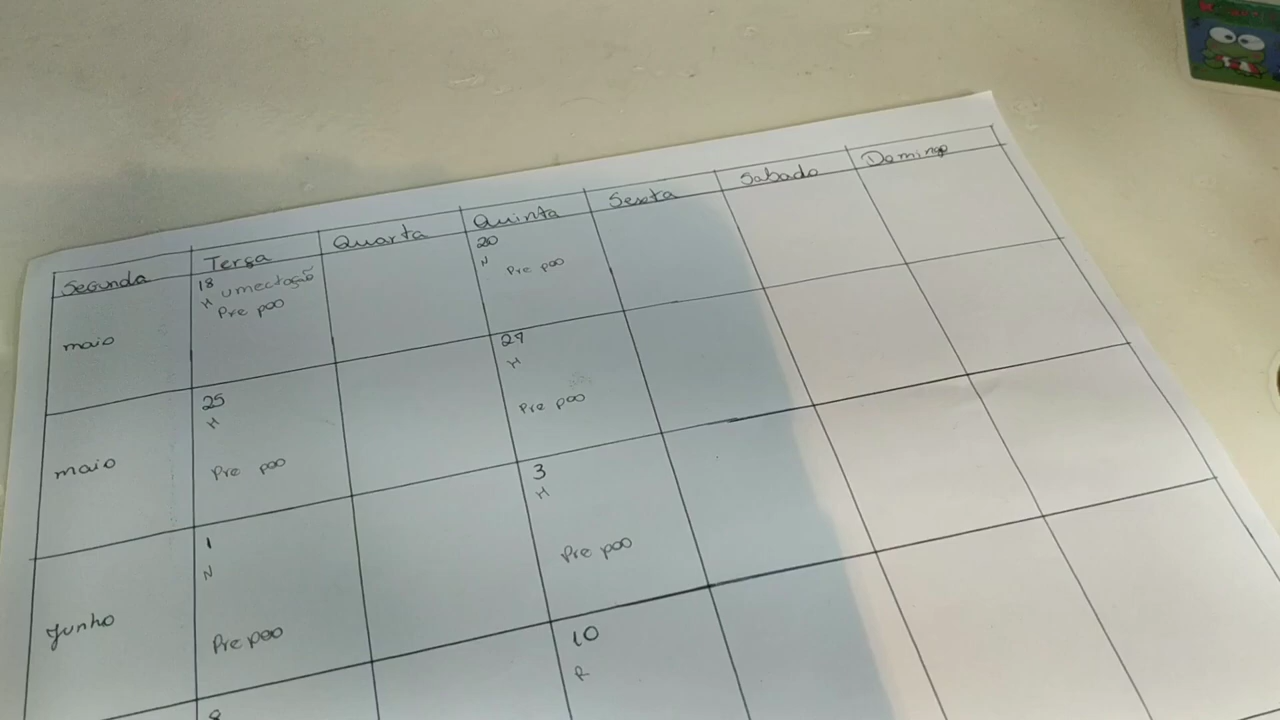 Segunda Terça Quarta Quinta Sexta Sabado Domingo
maio
18
H umectação
Pre poo
20
N
Pre poo
maio
25
H
Pre poo
27
H
Pre poo
Junho
1
N
Pre poo
3
H
Pre poo
8
10
R